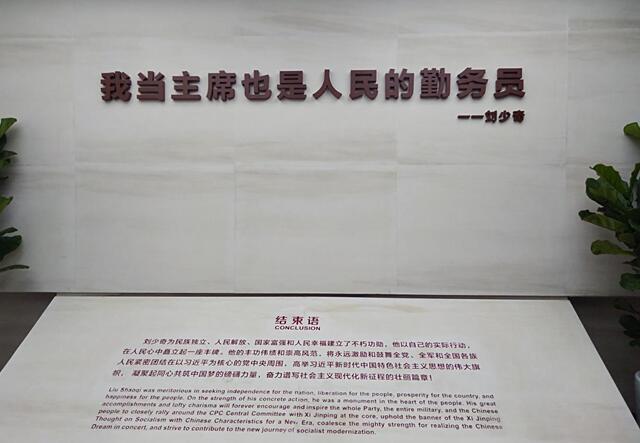 我当主席也是人民的勤务员
——刘少奇
结束语
CONCLUSION
刘少奇为民族独立、人民解放、国家富强和人民幸福建立了不朽功勋，他以自己的实际行动，
在人民心中矗立起一座丰碑。他的丰功伟绩和崇高风范，将永远激励和鼓舞全党、全军和全国各族
人民紧密团结在以习近平为核心的党中央周围，高举习近平新时代中国特色社会主义思想的伟大旗
帜，凝聚起同心共筑中国梦的磅礴力量，奋力谱写社会主义现代化新征程的壮丽篇章！
Liu Shaoqi was meritorious in seeking independence for the nation, liberation for the people, prosperity for the country, and
happiness for the people. On the strength of his concrete action, he was a monument in the heart of the people. His great
accomplishments and lofty charisma will forever encourage and inspire the whole Party, the entire military, and the Chinese
people to closely rally around the CPC Central Committee with Xi Jinping at the core, uphold the banner of the Xi Jinping
Thought on Socialism with Chinese Characteristics for a New Era, coalesce the mighty strength for realizing the Chinese
Dream in concert, and strive to contribute to the new journey of socialist modernization.